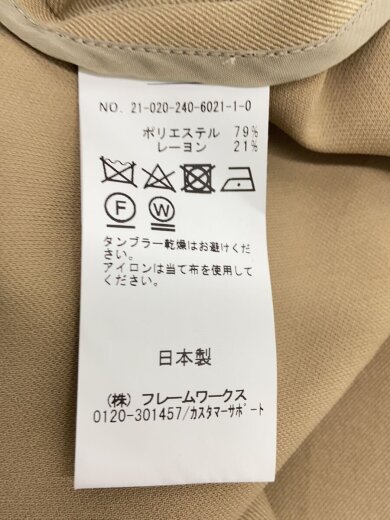 NO. 21-020-240-6021-1-0
ポリエステル 79%
レーヨン 21%
F W
タンブラー乾燥はお避けくだ
さい。
アイロンは当て布を使用して
ください。
日本製
(株) フレームワークス
0120-301457/カスタマーサポート